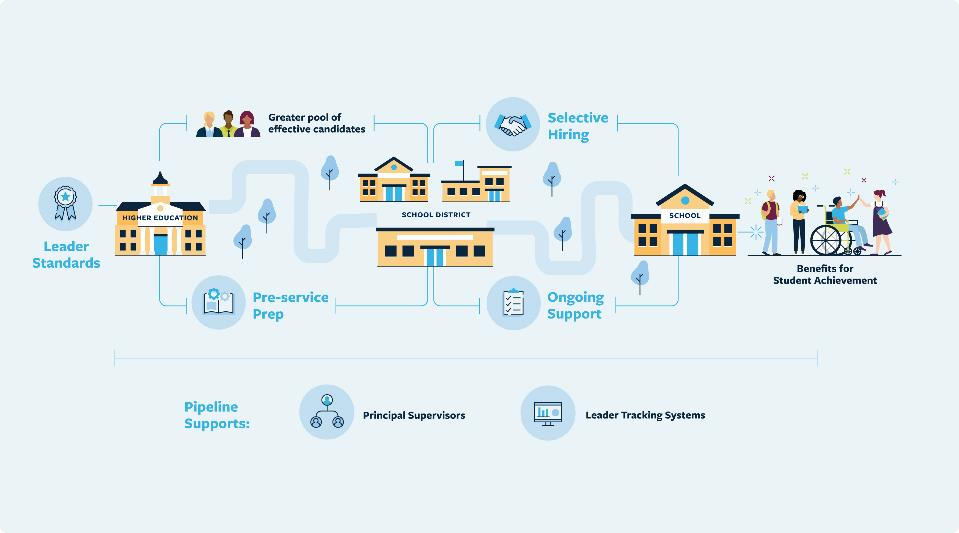 Greater pool of
effective candidates
Selective
Hiring
Leader
Standards
HIGHER EDUCATION
SCHOOL DISTRICT
SCHOOL
Benefits for
Student Achievement
Pre-service
Prep
Ongoing
Support
Pipeline
Supports:
Principal Supervisors
Leader Tracking Systems